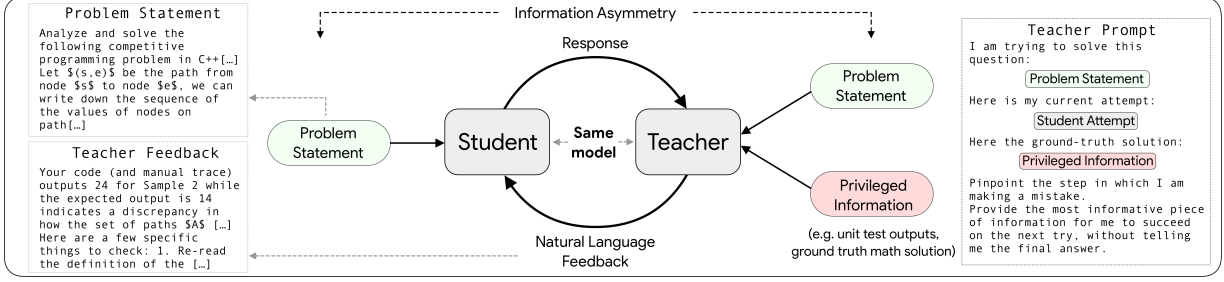 Problem Statement
Analyze and solve the
following competitive
programming problem in C++[…]
Let $(s,e)$ be the path from
node $s$ to node $e$, we can
write down the sequence of
the values of nodes on
path[…]
Teacher Feedback
Your code (and manual trace)
outputs 24 for Sample 2 while
the expected output is 14
indicates a discrepancy in
how the set of paths $A$ […]
Here are a few specific
things to check: 1. Re-read
the definition of the […]
Information Asymmetry
Response
Problem
Statement
Student
Same
model
Teacher
Natural Language
Feedback
Problem
Statement
Privileged
Information
(e.g. unit test outputs,
ground truth math solution)
Teacher Prompt
I am trying to solve this
question:
Problem Statement
Here is my current attempt:
Student Attempt
Here the ground-truth solution:
Privileged Information
Pinpoint the step in which I am
making a mistake.
Provide the most informative piece
of information for me to succeed
on the next try, without telling
me the final answer.